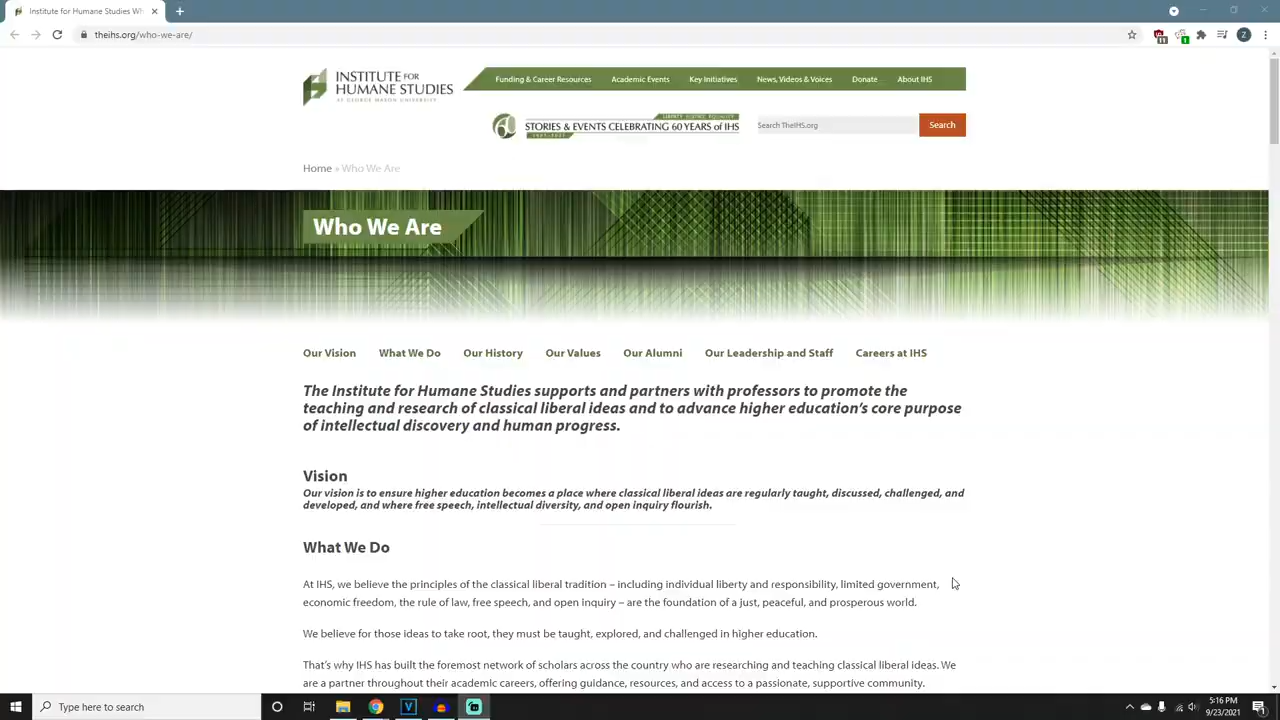 Institute for Humane Studies Wh
theihs.org/who-we-are/
11
1
Z
INSTITUTE FOR
HUMANE STUDIES
AT GEORGE MASON UNIVERSITY
Funding & Career Resources
Academic Events
Key Initiatives
News, Videos & Voices
Donate
About IHS
60
STORIES & EVENTS CELEBRATING 60 YEARS of IHS
Search TheIHS.org
Search
Home » Who We Are
Who We Are
Our Vision
What We Do
Our History
Our Values
Our Alumni
Our Leadership and Staff
Careers at IHS
The Institute for Humane Studies supports and partners with professors to promote the
teaching and research of classical liberal ideas and to advance higher education's core purpose
of intellectual discovery and human progress.
Vision
Our vision is to ensure higher education becomes a place where classical liberal ideas are regularly taught, discussed, challenged, and
developed, and where free speech, intellectual diversity, and open inquiry flourish.
What We Do
At IHS, we believe the principles of the classical liberal tradition – including individual liberty and responsibility, limited government,
economic freedom, the rule of law, free speech, and open inquiry – are the foundation of a just, peaceful, and prosperous world.
We believe for those ideas to take root, they must be taught, explored, and challenged in higher education.
That's why IHS has built the foremost network of scholars across the country who are researching and teaching classical liberal ideas. We
are a partner throughout their academic careers, offering guidance, resources, and access to a passionate, supportive community.
Type here to search
V
5:16 PM
9/23/2021